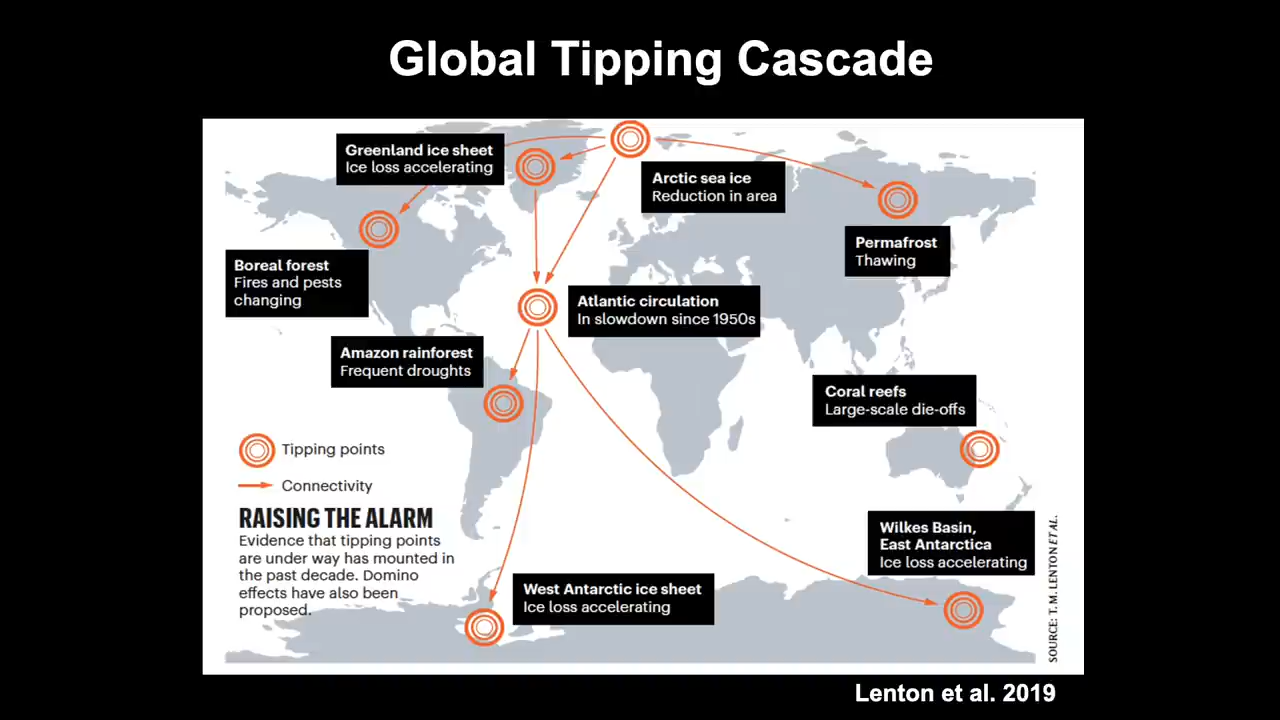 Global Tipping Cascade
Greenland ice sheet
Ice loss accelerating
Arctic sea ice
Reduction in area
Permafrost
Thawing
Boreal forest
Fires and pests
changing
Atlantic circulation
In slowdown since 1950s
Amazon rainforest
Frequent droughts
Coral reefs
Large-scale die-offs
Tipping points
Connectivity
RAISING THE ALARM
Evidence that tipping points
are under way has mounted in
the past decade. Domino
effects have also been
proposed.
Wilkes Basin,
East Antarctica
Ice loss accelerating
West Antarctic ice sheet
Ice loss accelerating
SOURCE: T. M. LENTON ET AL.
Lenton et al. 2019